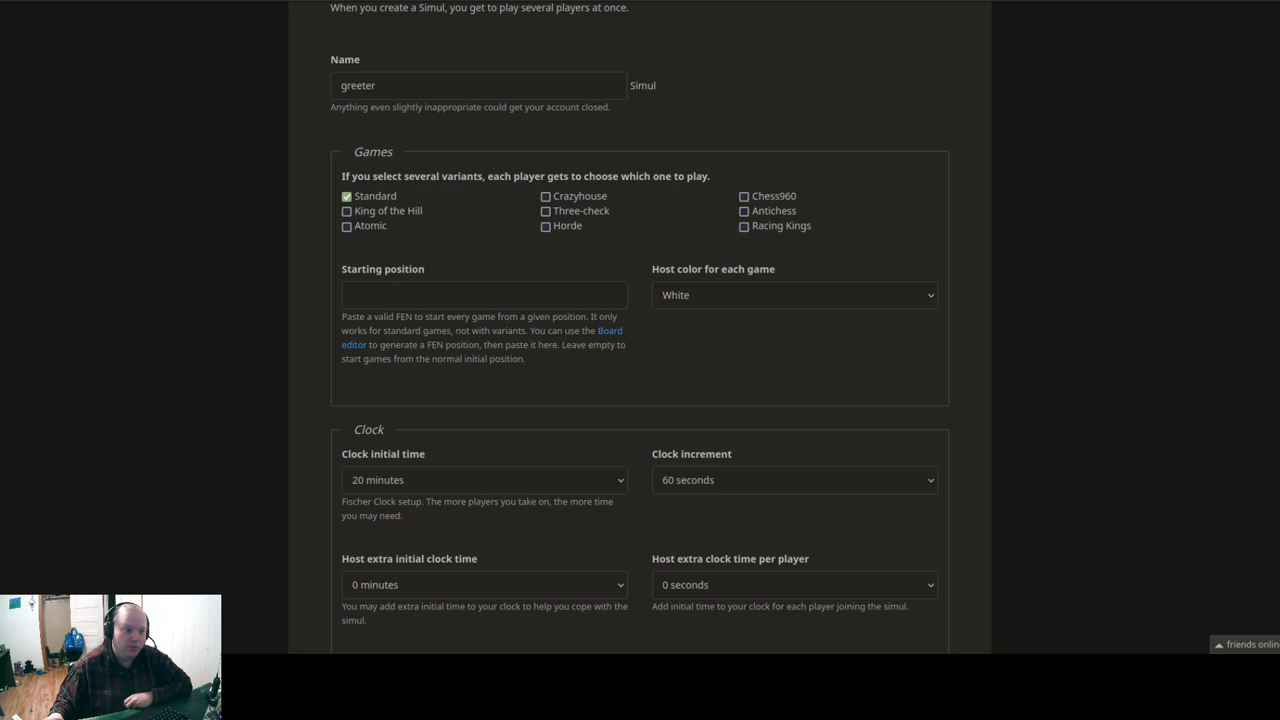 When you create a Simul, you get to play several players at once.
Name
greeter Simul
Anything even slightly inappropriate could get your account closed.
Games
If you select several variants, each player gets to choose which one to play.
Standard Crazyhouse Chess960
King of the Hill Three-check Antichess
Atomic Horde Racing Kings
Starting position
Paste a valid FEN to start every game from a given position. It only
works for standard games, not with variants. You can use the Board
editor to generate a FEN position, then paste it here. Leave empty to
start games from the normal initial position.
Host color for each game
White
Clock
Clock initial time
20 minutes
Fischer Clock setup. The more players you take on, the more time
you may need.
Clock increment
60 seconds
Host extra initial clock time
0 minutes
You may add extra initial time to your clock to help you cope with the
simul.
Host extra clock time per player
0 seconds
Add initial time to your clock for each player joining the simul.
friends onlin